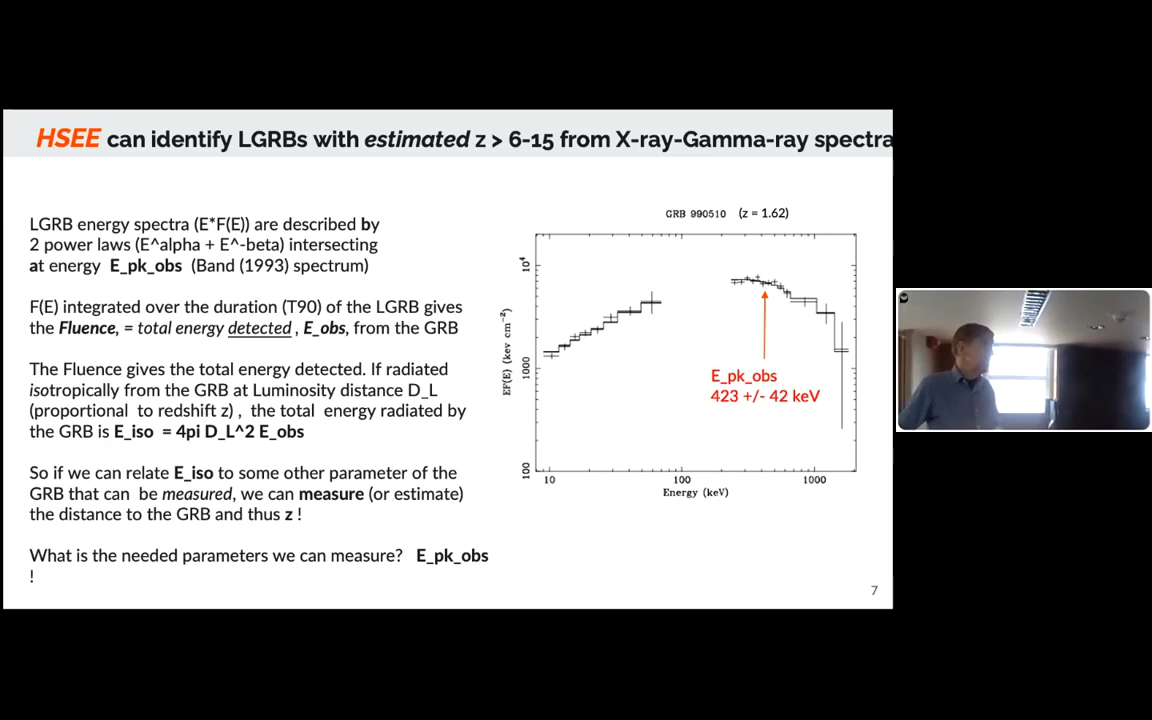 HSEE can identify LGRBs with estimated z > 6-15 from X-ray-Gamma-ray spectra
LGRB energy spectra (E*F(E)) are described by
2 power laws (E^alpha + E^-beta) intersecting
at energy E_pk_obs (Band (1993) spectrum)
F(E) integrated over the duration (T90) of the LGRB gives
the Fluence, = total energy detected , E_obs, from the GRB
The Fluence gives the total energy detected. If radiated
isotropically from the GRB at Luminosity distance D_L
(proportional to redshift z) , the total energy radiated by
the GRB is E_iso = 4pi D_L^2 E_obs
So if we can relate E_iso to some other parameter of the
GRB that can be measured, we can measure (or estimate)
the distance to the GRB and thus z !
What is the needed parameters we can measure? E_pk_obs
!
GRB 990510 (z = 1.62)
EF(E) (kev cm⁻²)
10⁴
1000
100
E_pk_obs
423 +/- 42 keV
10 100 1000
Energy (keV)
7